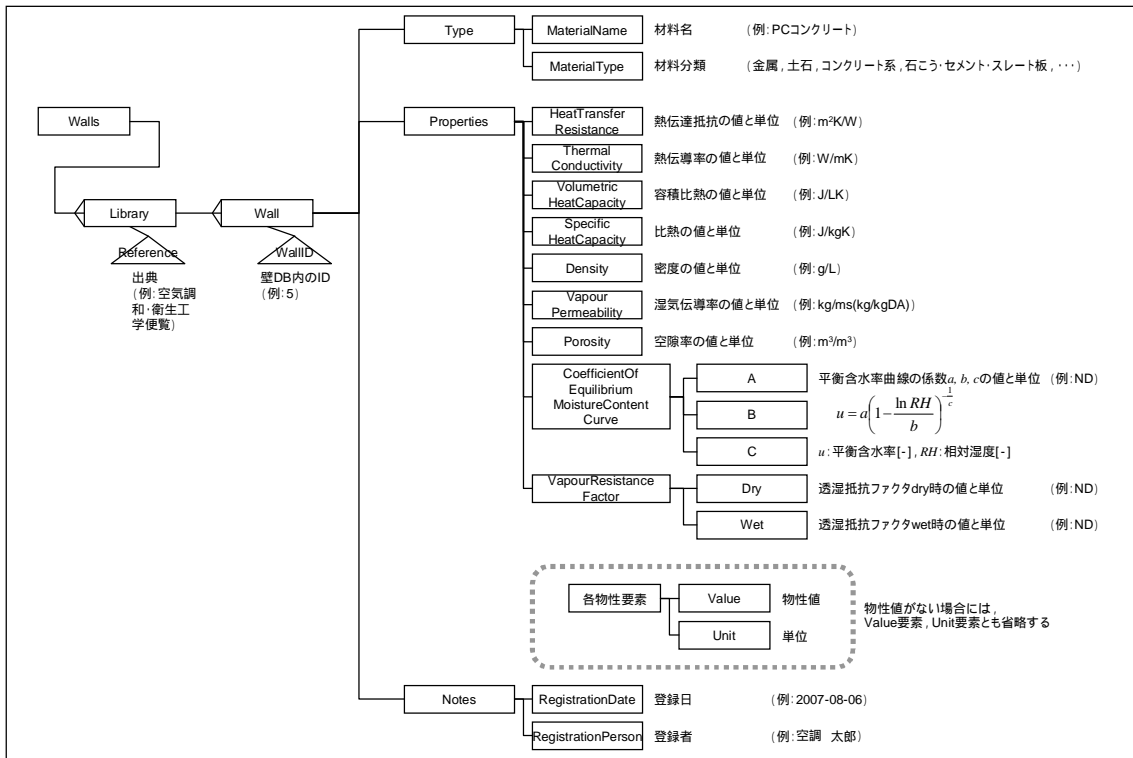 Type
MaterialName
材料名 (例:PCコンクリート)
MaterialType
材料分類 (金属,土石,コンクリート系,石こう・セメント・スレート板,・・・)
Walls
Library
Reference
出典
(例:空気調
和・衛生工
学便覧)
Wall
WallID
壁DB内のID
(例:5)
Properties
HeatTransfer
Resistance
熱伝達抵抗の値と単位 (例:m²K/W)
Thermal
Conductivity
熱伝導率の値と単位 (例:W/mK)
Volumetric
HeatCapacity
容積比熱の値と単位 (例:J/LK)
Specific
HeatCapacity
比熱の値と単位 (例:J/kgK)
Density
密度の値と単位 (例:g/L)
Vapour
Permeability
湿気伝導率の値と単位 (例:kg/ms(kg/kgDA))
Porosity
空隙率の値と単位 (例:m³/m³)
CoefficientOf
Equilibrium
MoistureContent
Curve
A
平衡含水率曲線の係数a, b, cの値と単位 (例:ND)
B
u = a(1 − ln RH / b)^(−1/c)
C
u:平衡含水率[-] , RH:相対湿度[-]
VapourResistance
Factor
Dry
透湿抵抗ファクタdry時の値と単位 (例:ND)
Wet
透湿抵抗ファクタwet時の値と単位 (例:ND)
各物性要素
Value
物性値
Unit
単位
物性値がない場合には,
Value要素,Unit要素とも省略する
Notes
RegistrationDate
登録日 (例:2007-08-06)
RegistrationPerson
登録者 (例:空調 太郎)